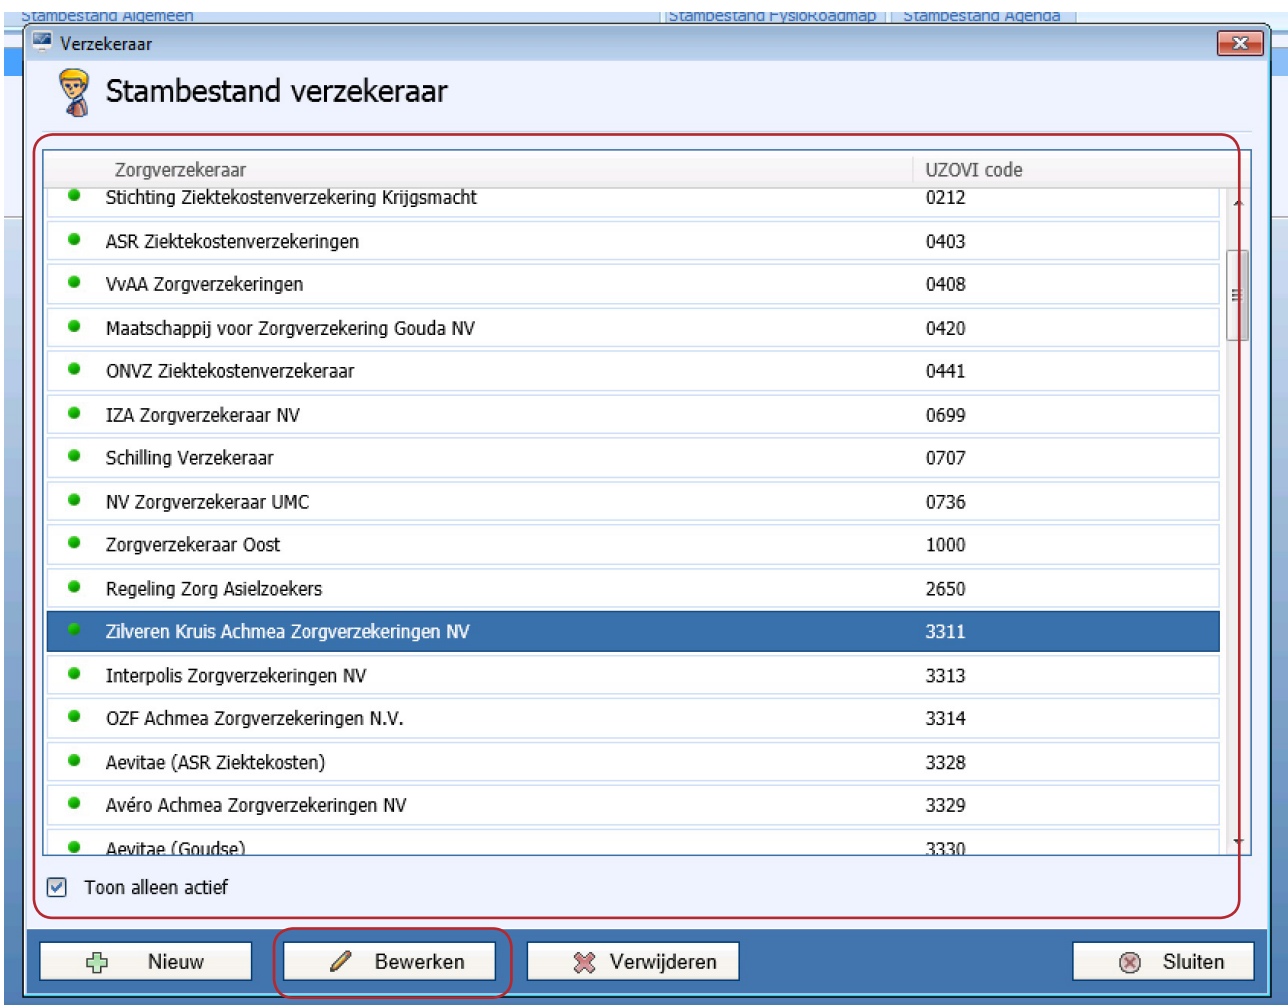 Stambestand Algemeen Stambestand FysioRoadmap Stambestand Agenda
Verzekeraar
Stambestand verzekeraar
Zorgverzekeraar UZOVI code
Stichting Ziektekostenverzekering Krijgsmacht 0212
ASR Ziektekostenverzekeringen 0403
VvAA Zorgverzekeringen 0408
Maatschappij voor Zorgverzekering Gouda NV 0420
ONVZ Ziektekostenverzekeraar 0441
IZA Zorgverzekeraar NV 0699
Schilling Verzekeraar 0707
NV Zorgverzekeraar UMC 0736
Zorgverzekeraar Oost 1000
Regeling Zorg Asielzoekers 2650
Zilveren Kruis Achmea Zorgverzekeringen NV 3311
Interpolis Zorgverzekeringen NV 3313
OZF Achmea Zorgverzekeringen N.V. 3314
Aevitae (ASR Ziektekosten) 3328
Avéro Achmea Zorgverzekeringen NV 3329
Aevitae (Goudse) 3330
Toon alleen actief
Nieuw Bewerken Verwijderen Sluiten